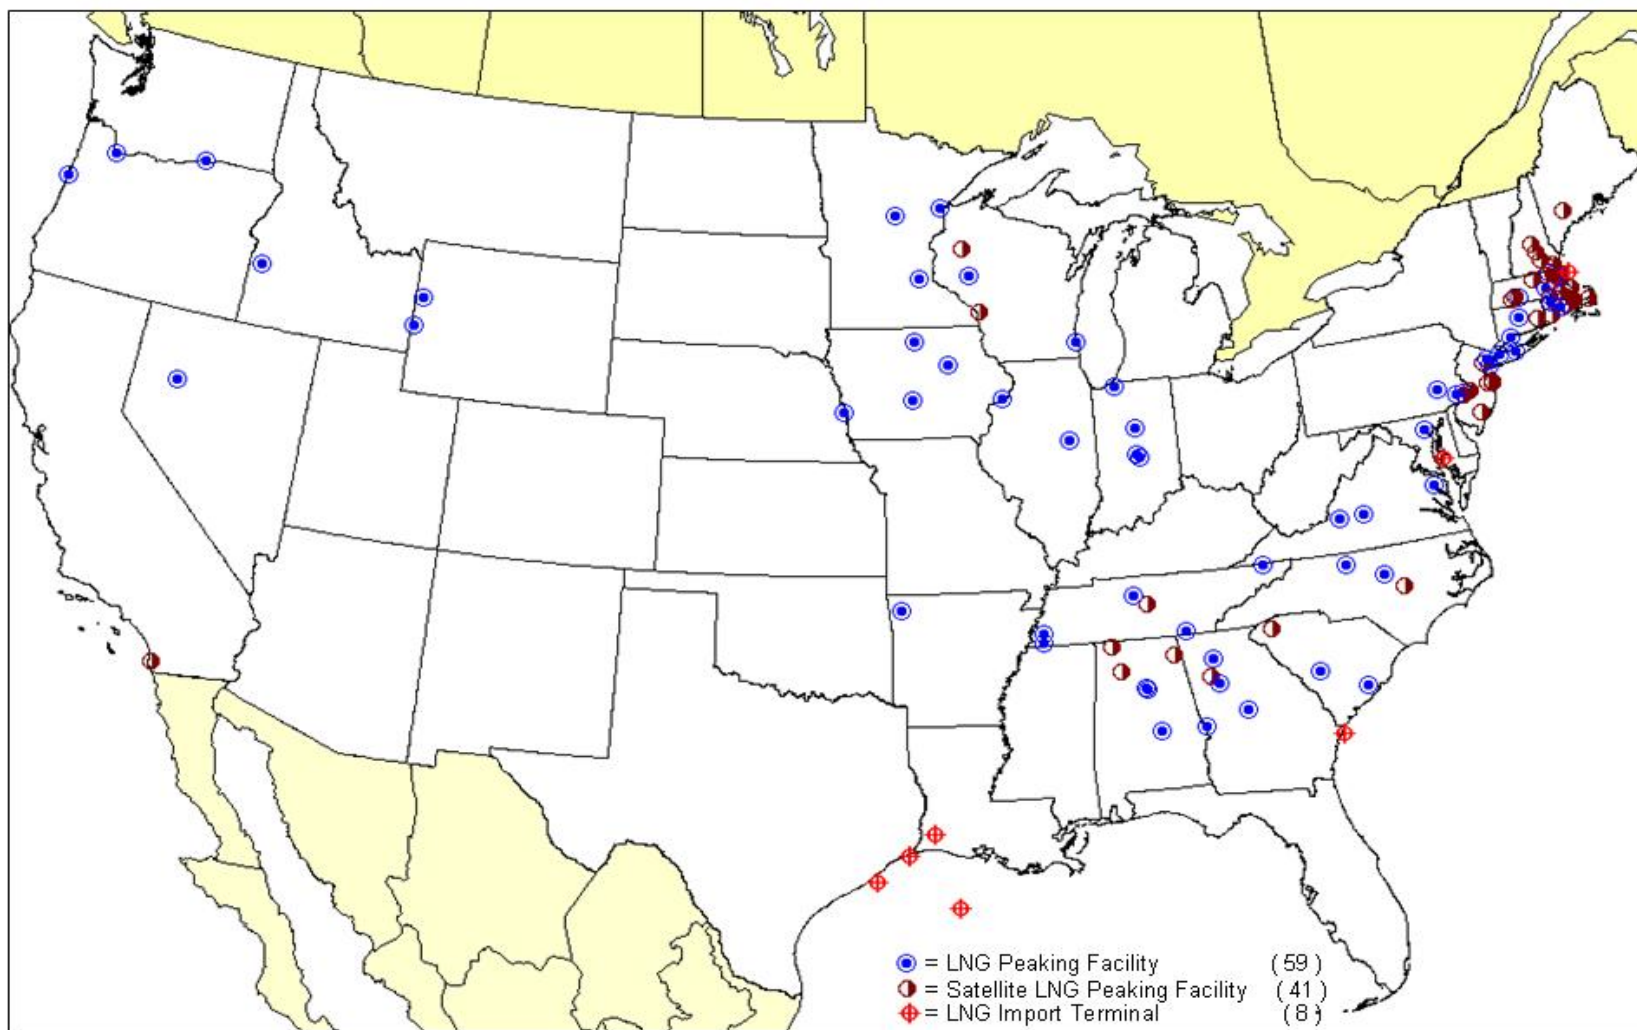 = LNG Peaking Facility ( 59 )
= Satellite LNG Peaking Facility ( 41 )
= LNG Import Terminal ( 8 )